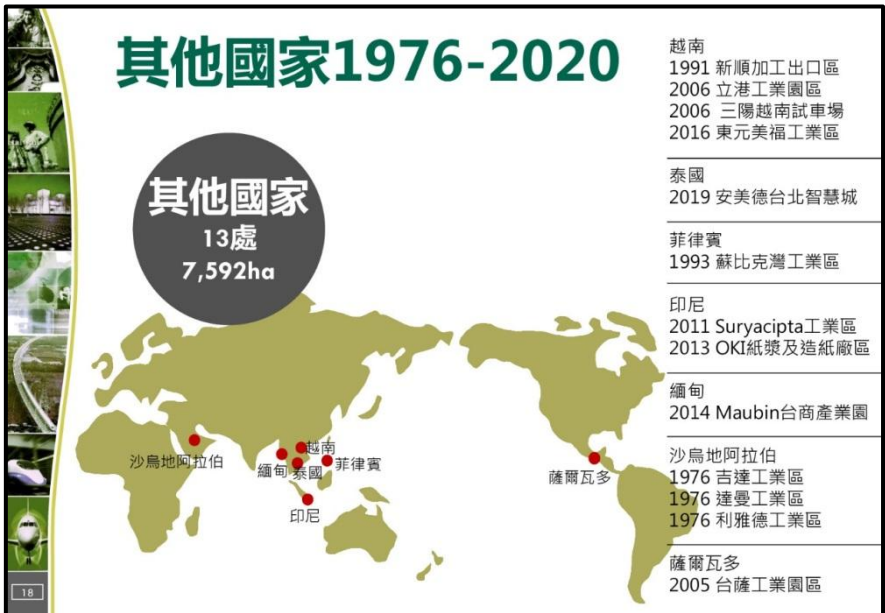 其他國家1976-2020
其他國家
13處
7,592ha
沙烏地阿拉伯
緬甸
越南
泰國
菲律賓
印尼
薩爾瓦多
越南
1991 新順加工出口區
2006 立港工業園區
2006 三陽越南試車場
2016 東元美福工業區
泰國
2019 安美德台北智慧城
菲律賓
1993 蘇比克灣工業區
印尼
2011 Suryacipta工業區
2013 OKI紙漿及造紙廠區
緬甸
2014 Maubin台商產業園
沙烏地阿拉伯
1976 吉達工業區
1976 達曼工業區
1976 利雅德工業區
薩爾瓦多
2005 台薩工業園區
18